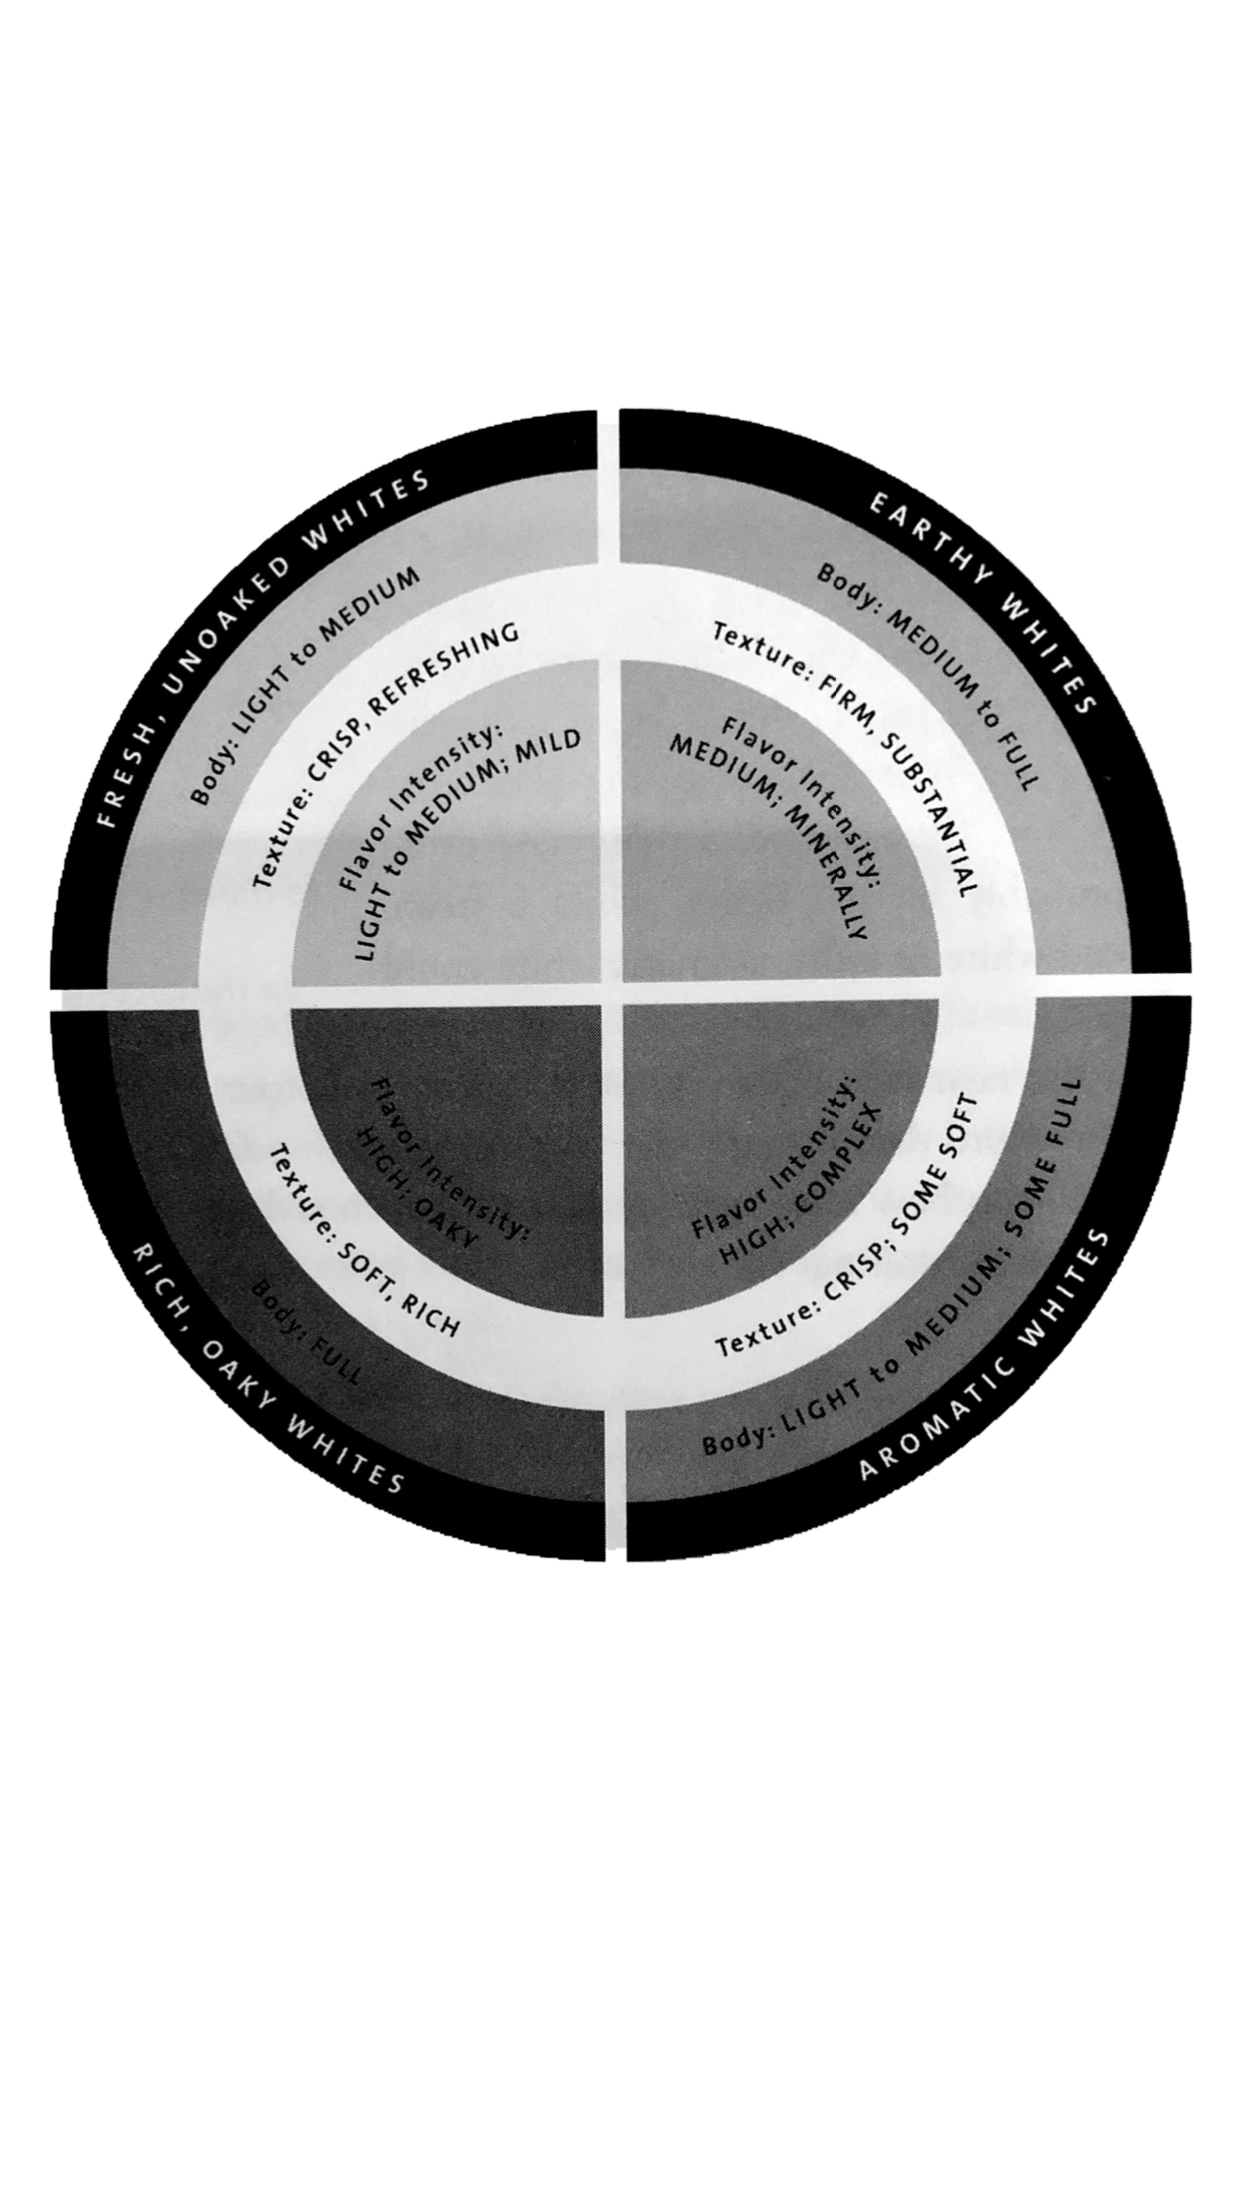 FRESH, UNOAKED WHITES
Body: LIGHT to MEDIUM
Texture: CRISP, REFRESHING
Flavor Intensity:
LIGHT to MEDIUM; MILD
EARTHY WHITES
Body: MEDIUM to FULL
Texture: FIRM, SUBSTANTIAL
Flavor Intensity:
MEDIUM; MINERALLY
RICH, OAKY WHITES
Body: FULL
Texture: SOFT, RICH
Flavor Intensity:
HIGH; OAKY
AROMATIC WHITES
Body: LIGHT to MEDIUM; SOME FULL
Texture: CRISP; SOME SOFT
Flavor Intensity:
HIGH; COMPLEX